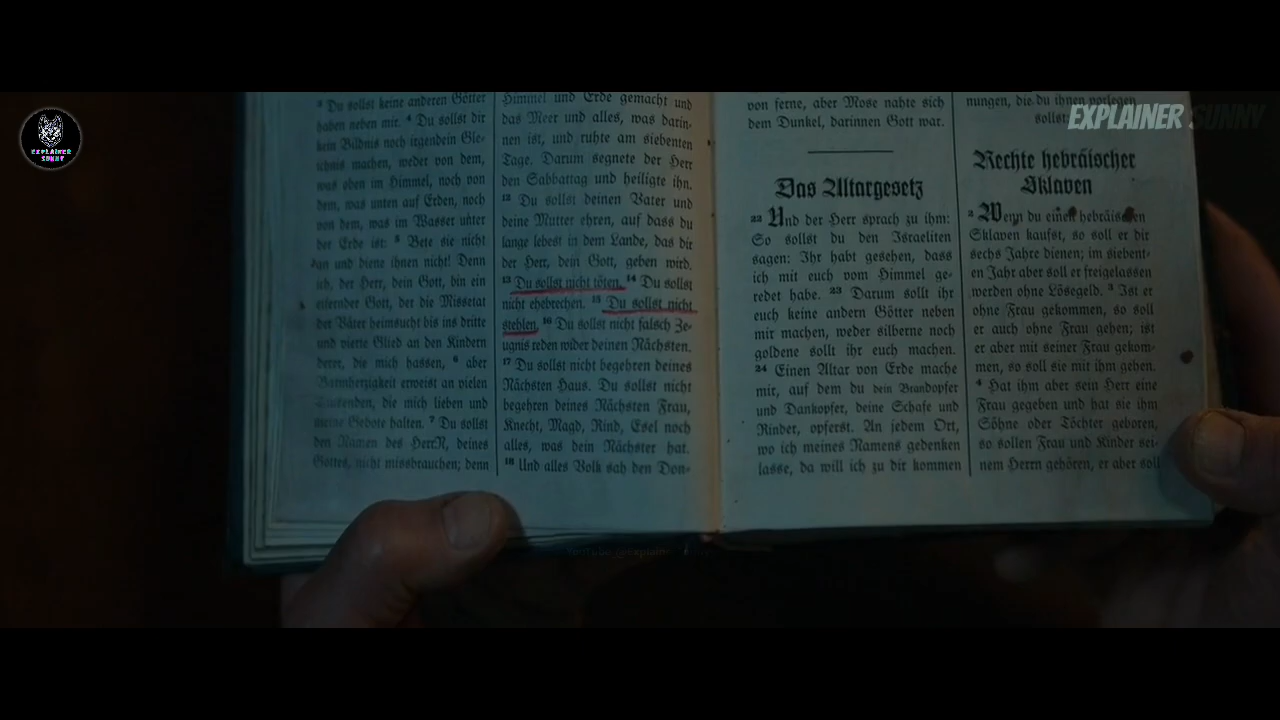 EXPLAINER SUNNY
EXPLAINER
SUNNY
³ Du sollst keine anderen Götter
haben neben mir. ⁴ Du sollst dir
kein Bildnis noch irgendein Gle-
ichnis machen, weder von dem,
was oben im Himmel, noch von
dem, was unten auf Erden, noch
von dem, was im Wasser unter
der Erde ist: ⁵ Bete sie nicht
an und diene ihnen nicht! Denn
ich, der Herr, dein Gott, bin ein
eifernder Gott, der die Missetat
der Väter heimsucht bis ins dritte
und vierte Glied an den Kindern
derer, die mich hassen, ⁶ aber
Barmherzigkeit erweist an vielen
die mich lieben und
meine Gebote halten. ⁷ Du sollst
den Namen des HerrN, deines
Gottes, nicht missbrauchen; denn
Himmel und Erde gemacht und
das Meer und alles, was darin-
nen ist, und ruhte am siebenten
Tage. Darum segnete der Herr
den Sabbattag und heiligte ihn.
¹² Du sollst deinen Vater und
deine Mutter ehren, auf dass du
lange lebest in dem Lande, das dir
der Herr, dein Gott, geben wird.
¹³ Du sollst nicht töten. ¹⁴ Du sollst
nicht ehebrechen. ¹⁵ Du sollst nicht
stehlen. ¹⁶ Du sollst nicht falsch Ze-
ugnis reden wider deinen Nächsten.
¹⁷ Du sollst nicht begehren deines
Nächsten Haus. Du sollst nicht
begehren deines Nächsten Frau,
Knecht, Magd, Rind, Esel noch
alles, was dein Nächster hat.
¹⁸ Und alles Volk sah den Don-
von ferne, aber Mose nahte sich
dem Dunkel, darinnen Gott war.
Das Altargesetz
²² Und der Herr sprach zu ihm:
So sollst du den Israeliten
sagen: Ihr habt gesehen, dass
ich mit euch vom Himmel ge-
redet habe. ²³ Darum sollt ihr
euch keine andern Götter neben
mir machen, weder silberne noch
goldene sollt ihr euch machen.
²⁴ Einen Altar von Erde mache
mir, auf dem du dein Brandopfer
und Dankopfer, deine Schafe und
Rinder, opferst. An jedem Ort,
wo ich meines Namens gedenken
lasse, da will ich zu dir kommen
nungen, die du ihnen vorlegen
sollst
Rechte hebräischer
Sklaven
² Wenn du einen hebräischen
Sklaven kaufst, so soll er dir
sechs Jahre dienen; im siebent-
en Jahr aber soll er freigelassen
werden ohne Lösegeld. ³ Ist er
ohne Frau gekommen, so soll
er auch ohne Frau gehen; ist
er aber mit seiner Frau gekom-
men, so soll sie mit ihm gehen.
⁴ Hat ihm aber sein Herr eine
Frau gegeben und hat sie ihm
Söhne oder Töchter geboren,
so sollen Frau und Kinder sei-
nem Herrn gehören, er aber soll